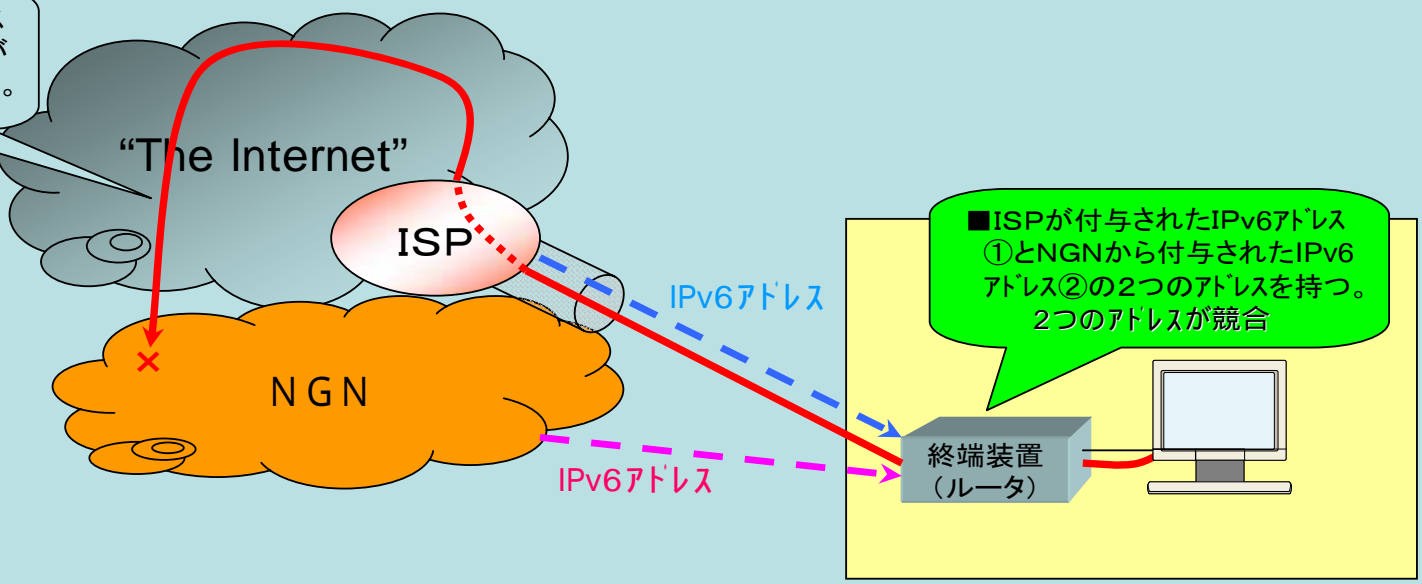 が
。
“The Internet”
ISP
NGN
IPv6ｱﾄﾞﾚｽ
IPv6ｱﾄﾞﾚｽ
■ISPが付与されたIPv6ｱﾄﾞﾚｽ
①とNGNから付与されたIPv6
ｱﾄﾞﾚｽ②の２つのｱﾄﾞﾚｽを持つ。
２つのｱﾄﾞﾚｽが競合
終端装置
（ルータ）